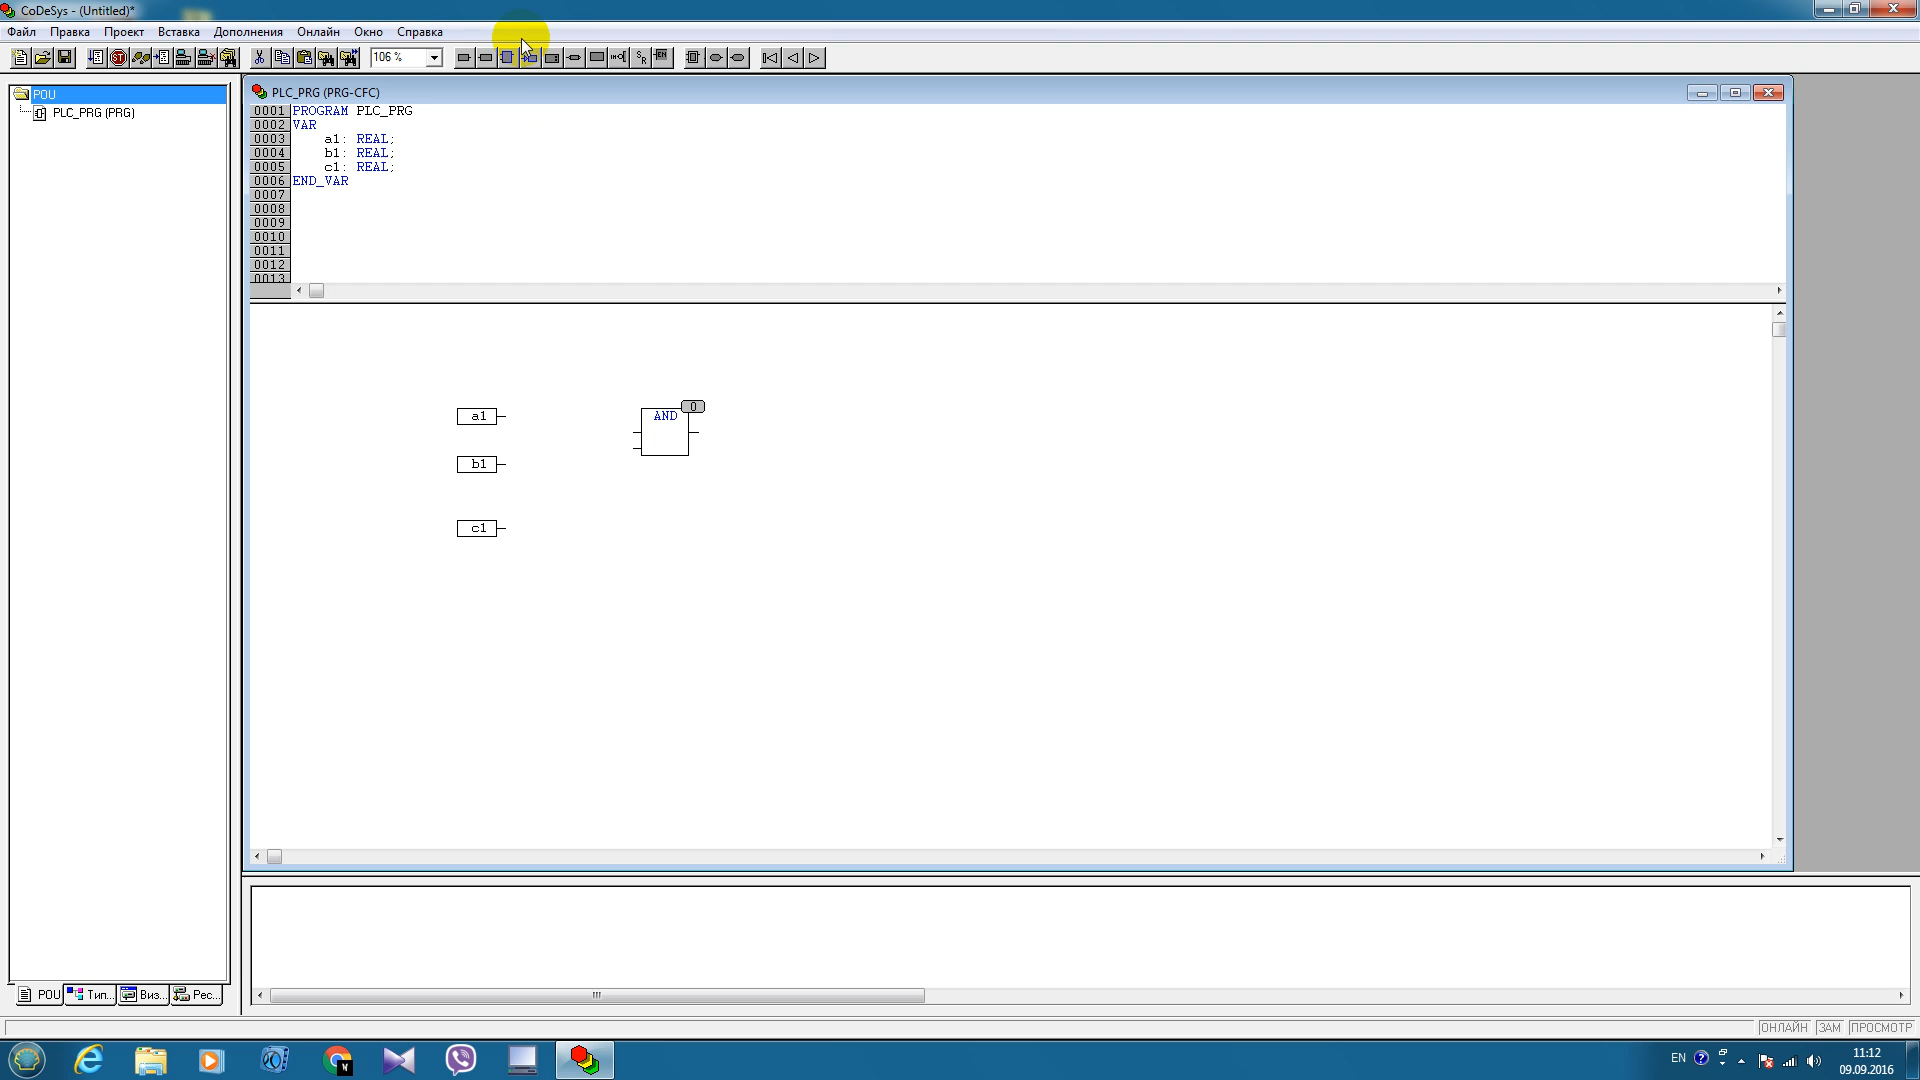 CoDeSys - (Untitled)*
Файл Правка Проект Вставка Дополнения Онлайн Окно Справка
106 %
POU
PLC_PRG (PRG)
PLC_PRG (PRG-CFC)
0001 PROGRAM PLC_PRG
0002 VAR
0003 a1: REAL;
0004 b1: REAL;
0005 c1: REAL;
0006 END_VAR
0007
0008
0009
0010
0011
0012
0013
a1
AND
0
b1
c1
POU Тип... Виз... Рес...
ОНЛАЙН ЗАМ ПРОСМОТР
EN
11:12
09.09.2016